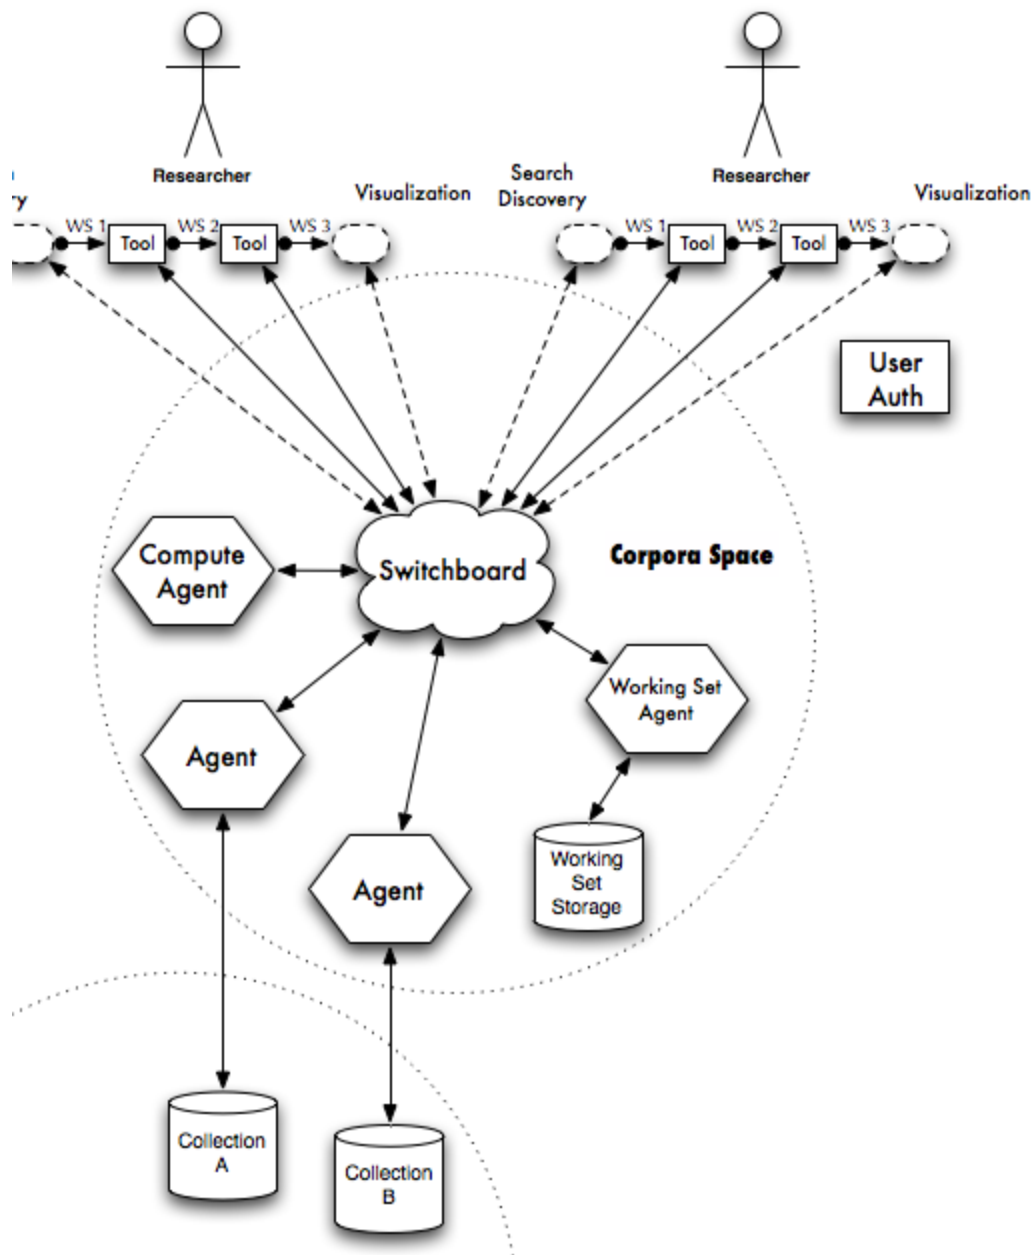 Researcher
Researcher
ry
Visualization
Search
Discovery
Visualization
WS 1
Tool
WS 2
Tool
WS 3
WS 1
Tool
WS 2
Tool
WS 3
User
Auth
Compute
Agent
Switchboard
Corpora Space
Working Set
Agent
Agent
Agent
Working
Set
Storage
Collection
A
Collection
B